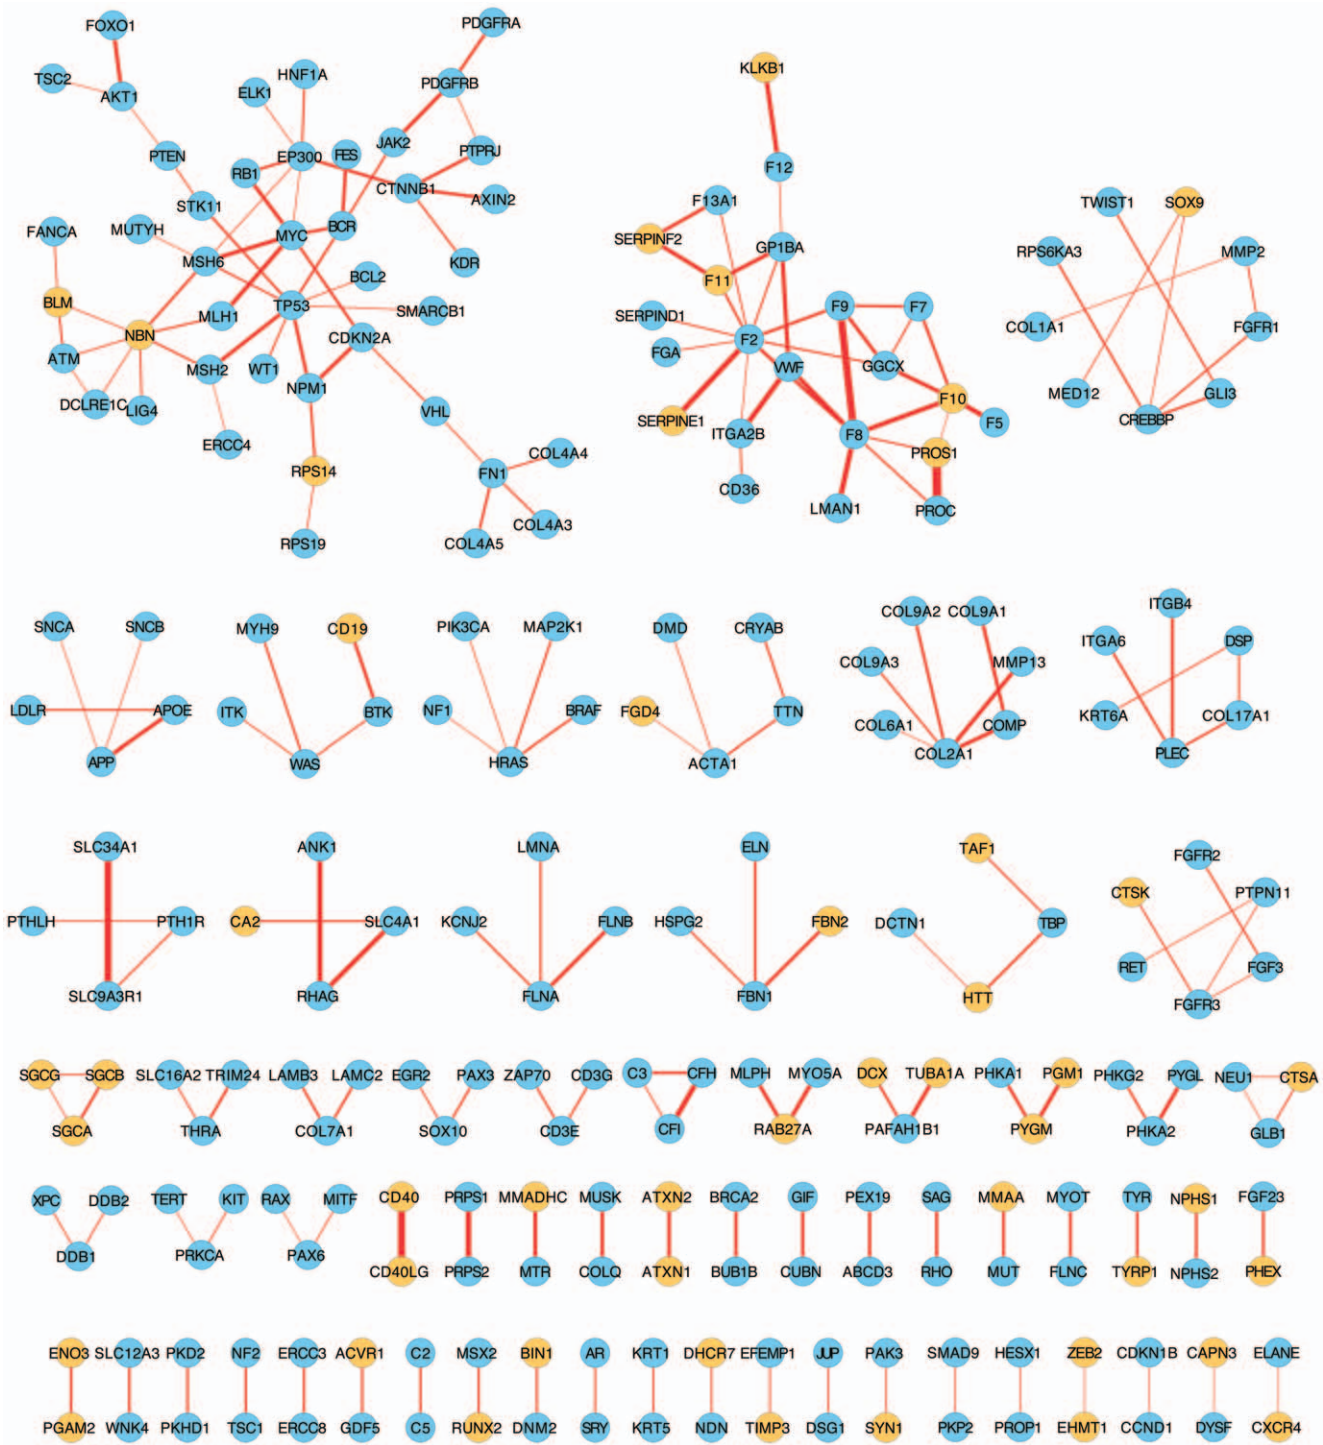 FOXO1
TSC2
AKT1
PTEN
STK11
HNF1A
ELK1
EP300
FES
RB1
PDGFRA
PDGFRB
JAK2
PTPRJ
CTNNB1
AXIN2
KDR
FANCA
MUTYH
MYC
BCR
MSH6
BCL2
BLM
TP53
SMARCB1
NBN
MLH1
CDKN2A
ATM
MSH2
WT1
NPM1
DCLRE1C
LIG4
VHL
ERCC4
RPS14
FN1
COL4A4
COL4A3
RPS19
COL4A5
KLKB1
F12
F13A1
SERPINF2
GP1BA
F11
SERPIND1
F9
F7
F2
FGA
VWF
GGCX
F10
SERPINE1
ITGA2B
F8
F5
PROS1
CD36
LMAN1
PROC
TWIST1
SOX9
RPS6KA3
MMP2
COL1A1
FGFR1
MED12
GLI3
CREBBP
SNCA
SNCB
LDLR
APOE
APP
MYH9
CD19
ITK
BTK
WAS
PIK3CA
MAP2K1
NF1
BRAF
HRAS
DMD
CRYAB
FGD4
TTN
ACTA1
COL9A2
COL9A1
COL9A3
MMP13
COL6A1
COMP
COL2A1
ITGB4
ITGA6
DSP
KRT6A
COL17A1
PLEC
SLC34A1
PTHLH
PTH1R
SLC9A3R1
ANK1
CA2
SLC4A1
RHAG
LMNA
KCNJ2
FLNB
FLNA
ELN
HSPG2
FBN2
FBN1
TAF1
DCTN1
TBP
HTT
FGFR2
CTSK
PTPN11
RET
FGF3
FGFR3
SGCG
SGCB
SGCA
SLC16A2
TRIM24
THRA
LAMB3
LAMC2
COL7A1
EGR2
PAX3
SOX10
ZAP70
CD3G
CD3E
C3
CFH
CFI
MLPH
MYO5A
RAB27A
DCX
TUBA1A
PAFAH1B1
PHKA1
PGM1
PYGM
PHKG2
PYGL
PHKA2
NEU1
CTSA
GLB1
XPC
DDB2
DDB1
TERT
KIT
PRKCA
RAX
MITF
PAX6
CD40
CD40LG
PRPS1
PRPS2
MMADHC
MTR
MUSK
COLQ
ATXN2
ATXN1
BRCA2
BUB1B
GIF
CUBN
PEX19
ABCD3
SAG
RHO
MMAA
MUT
MYOT
FLNC
TYR
TYRP1
NPHS1
NPHS2
FGF23
PHEX
ENO3
PGAM2
SLC12A3
WNK4
PKD2
PKHD1
NF2
TSC1
ERCC3
ERCC8
ACVR1
GDF5
C2
C5
MSX2
RUNX2
BIN1
DNM2
AR
SRY
KRT1
KRT5
DHCR7
NDN
EFEMP1
TIMP3
JUP
DSG1
PAK3
SYN1
SMAD9
PKP2
HESX1
PROP1
ZEB2
EHMT1
CDKN1B
CCND1
CAPN3
DYSF
ELANE
CXCR4